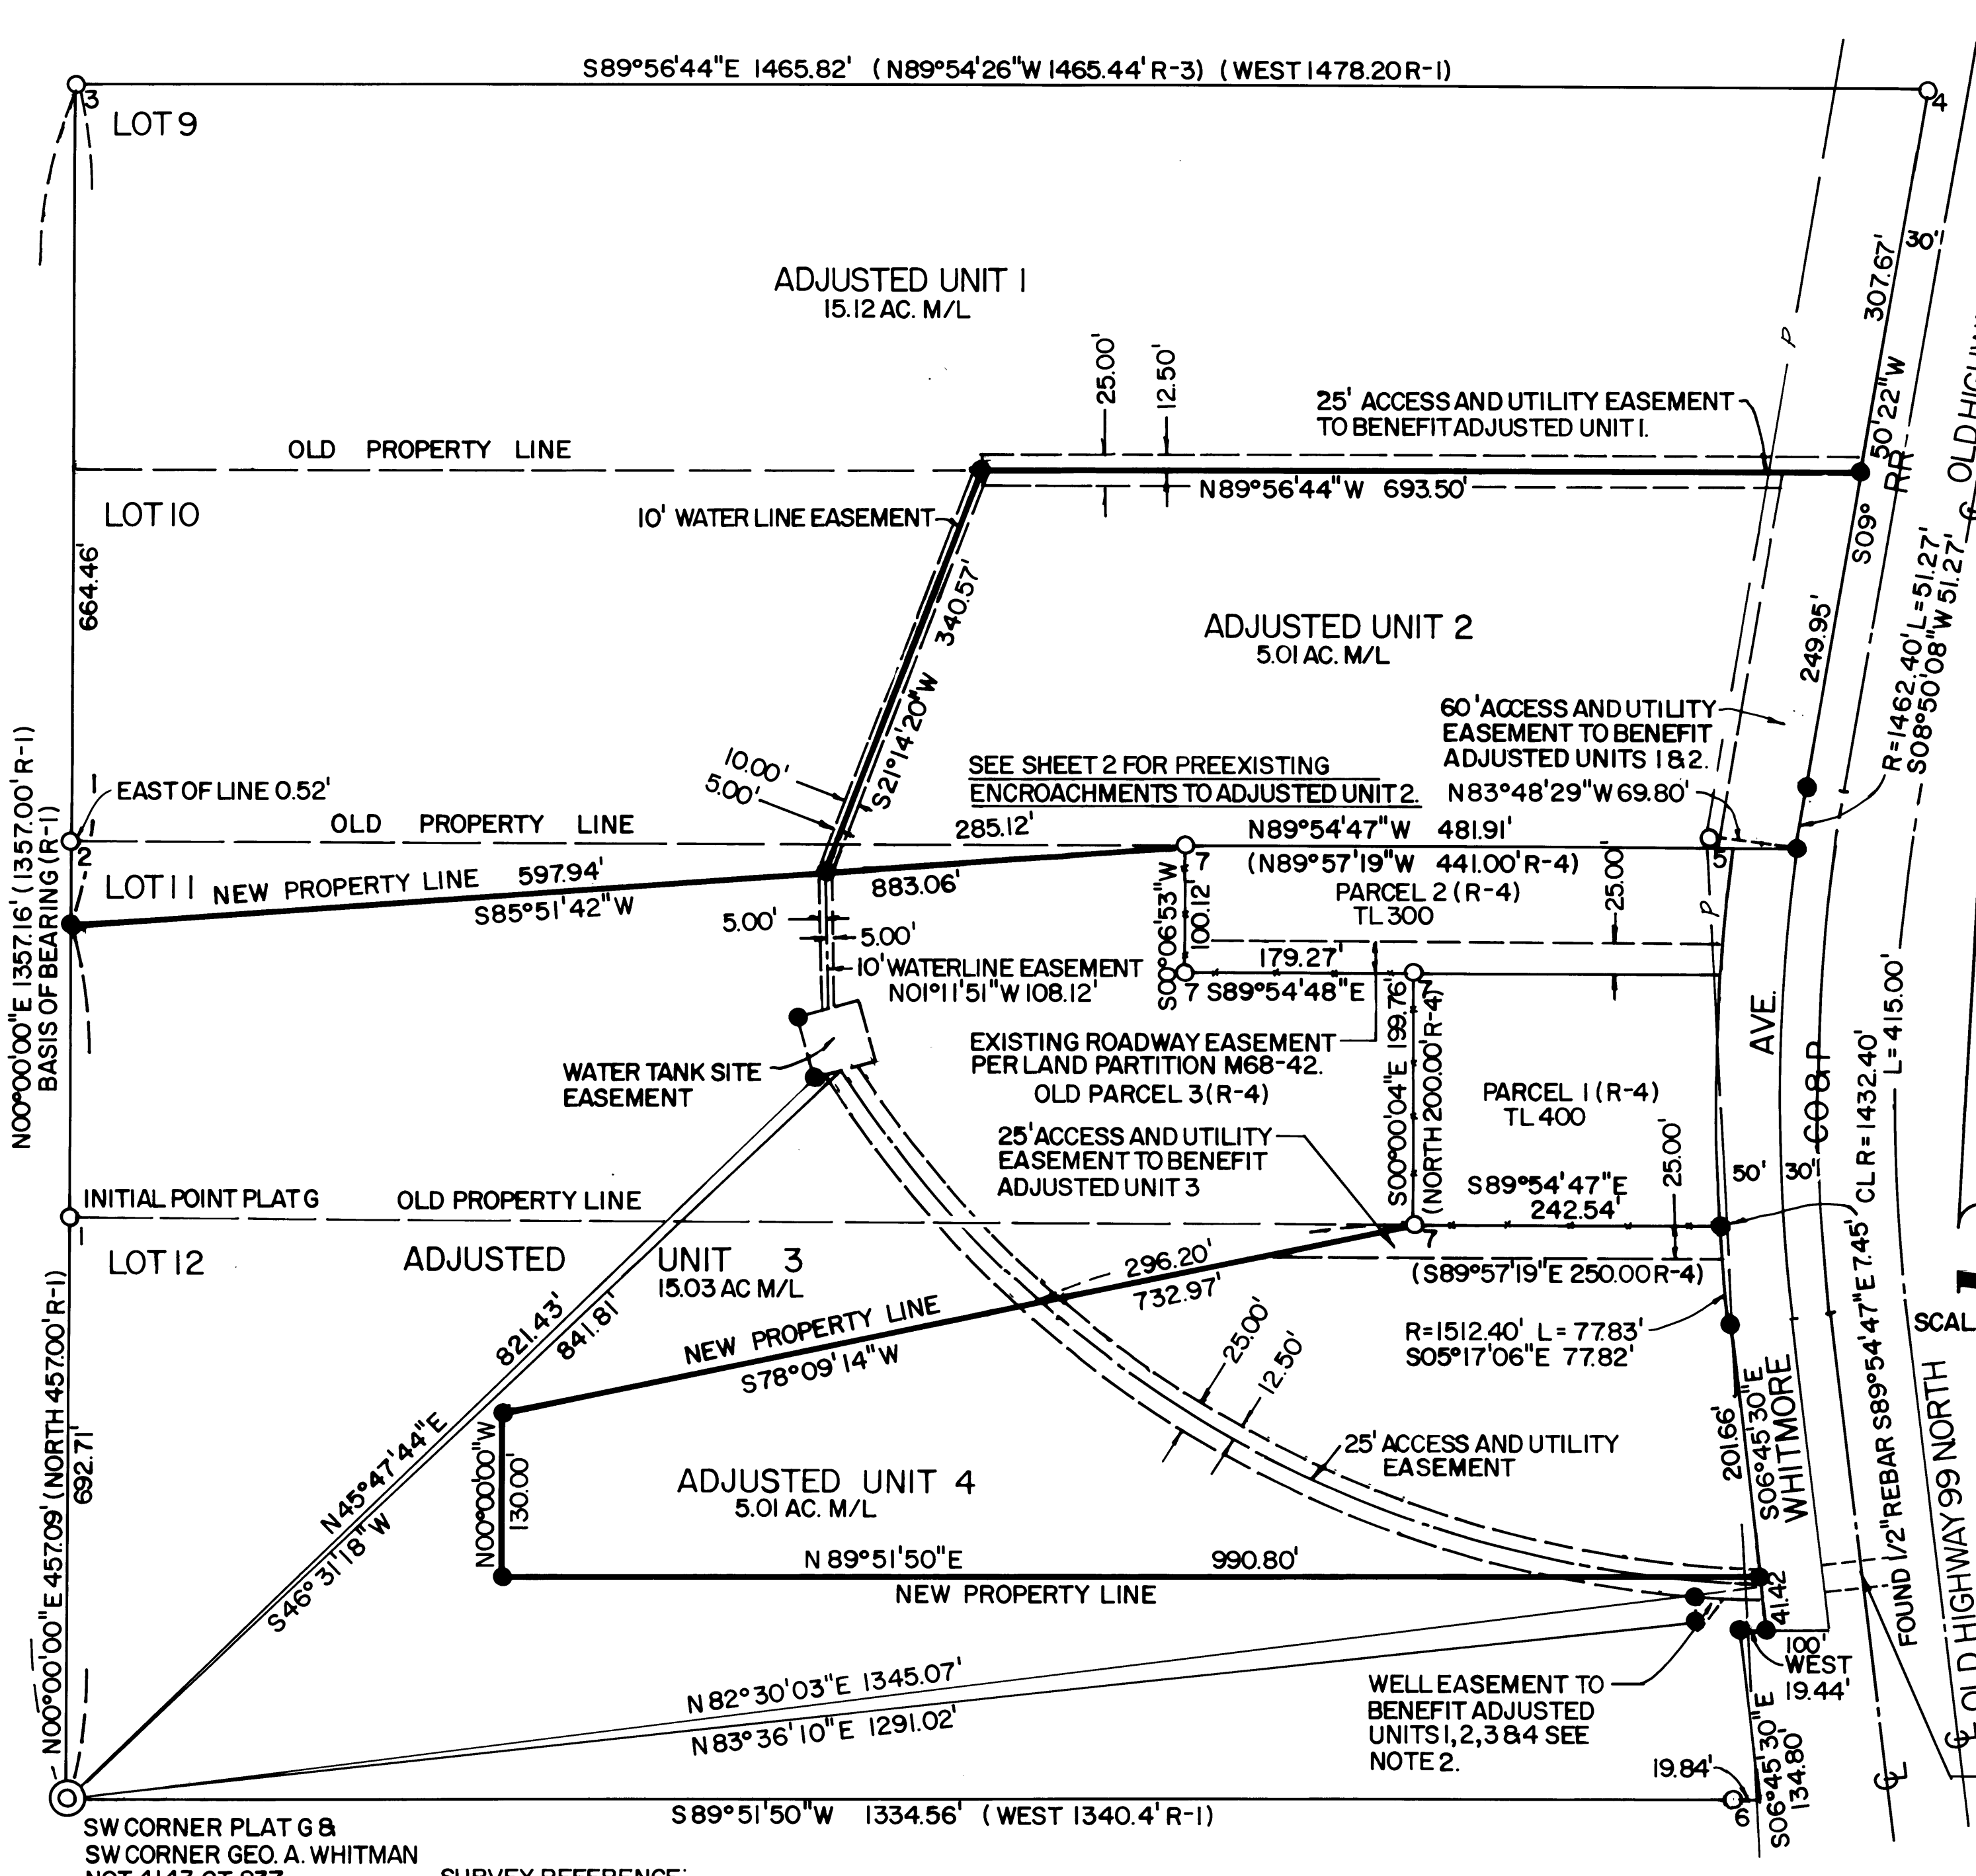 S89°56'44"E 1465.82' (N89°54'26"W 1465.44' R-3) (WEST 1478.20 R-1)
3
4
LOT 9
30'
307.67'
ADJUSTED UNIT 1
15.12 AC. M/L
P
25.00'
12.50'
25' ACCESS AND UTILITY EASEMENT
TO BENEFIT ADJUSTED UNIT 1.
S09° 50' 22" W
RR
OLD PROPERTY LINE
N89°56'44"W 693.50'
LOT 10
10' WATER LINE EASEMENT
664.46'
340.57'
S21°14'20"W
ADJUSTED UNIT 2
5.01 AC. M/L
249.95'
R=1462.40' L=51.27'
S08°50'08"W 51.27'
60' ACCESS AND UTILITY
EASEMENT TO BENEFIT
ADJUSTED UNITS 1 & 2.
10.00'
5.00'
SEE SHEET 2 FOR PREEXISTING
ENCROACHMENTS TO ADJUSTED UNIT 2.
N83°48'29"W 69.80'
N00°00'00"E 1357.16' (1357.00' R-1)
BASIS OF BEARING (R-1)
EAST OF LINE 0.52'
OLD PROPERTY LINE
285.12'
N89°54'47"W 481.91'
2
7
5
(N89°57'19"W 441.00' R-4)
LOT 11
NEW PROPERTY LINE 597.94'
883.06'
S85°51'42"W
PARCEL 2 (R-4)
TL 300
25.00'
P
S00°06'53"W
100.12'
5.00'
5.00'
179.27'
10' WATERLINE EASEMENT
N01°11'51"W 108.12'
7 S89°54'48"E
7
L=415.00'
AVE.
EXISTING ROADWAY EASEMENT
PER LAND PARTITION M68-42.
OLD PARCEL 3 (R-4)
S00°00'04"E 199.76'
(NORTH 200.00' R-4)
WATER TANK SITE
EASEMENT
PARCEL 1 (R-4)
TL 400
CO & P
CL R=1432.40'
25' ACCESS AND UTILITY
EASEMENT TO BENEFIT
ADJUSTED UNIT 3
25.00'
50' 30'
S89°54'47"E
242.54'
INITIAL POINT PLAT G
OLD PROPERTY LINE
7
LOT 12
ADJUSTED UNIT 3
15.03 AC M/L
296.20'
732.97'
(S89°57'19"E 250.00 R-4)
821.43'
841.81'
NEW PROPERTY LINE
S78°09'14"W
25.00'
12.50'
R=1512.40' L=77.83'
S05°17'06"E 77.82'
SCAL
N00°00'00"E 457.09' (NORTH 457.00' R-1)
692.71'
N45°47'44"E
S46°31'18"W
N00°00'00"W
130.00'
201.66'
S06°45'30"E
WHITMORE
FOUND 1/2" REBAR S89°54'47"E 7.45'
25' ACCESS AND UTILITY
EASEMENT
ADJUSTED UNIT 4
5.01 AC. M/L
N 89°51'50"E 990.80'
NEW PROPERTY LINE
41.42
100'
WEST
19.44'
OLD HIGHWAY 99 NORTH
N 82°30'03"E 1345.07'
N 83°36'10"E 1291.02'
WELL EASEMENT TO
BENEFIT ADJUSTED
UNITS 1, 2, 3 & 4 SEE
NOTE 2.
19.84'
S06°45'30"E
134.80'
6
S89°51'50"W 1334.56' (WEST 1340.4' R-1)
SW CORNER PLAT G &
SW CORNER GEO. A. WHITMAN